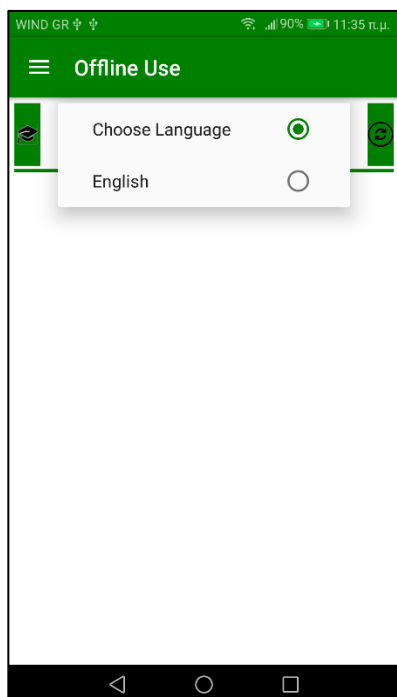 WIND GR 90% 11:35 π.μ.
Offline Use
Choose Language
English